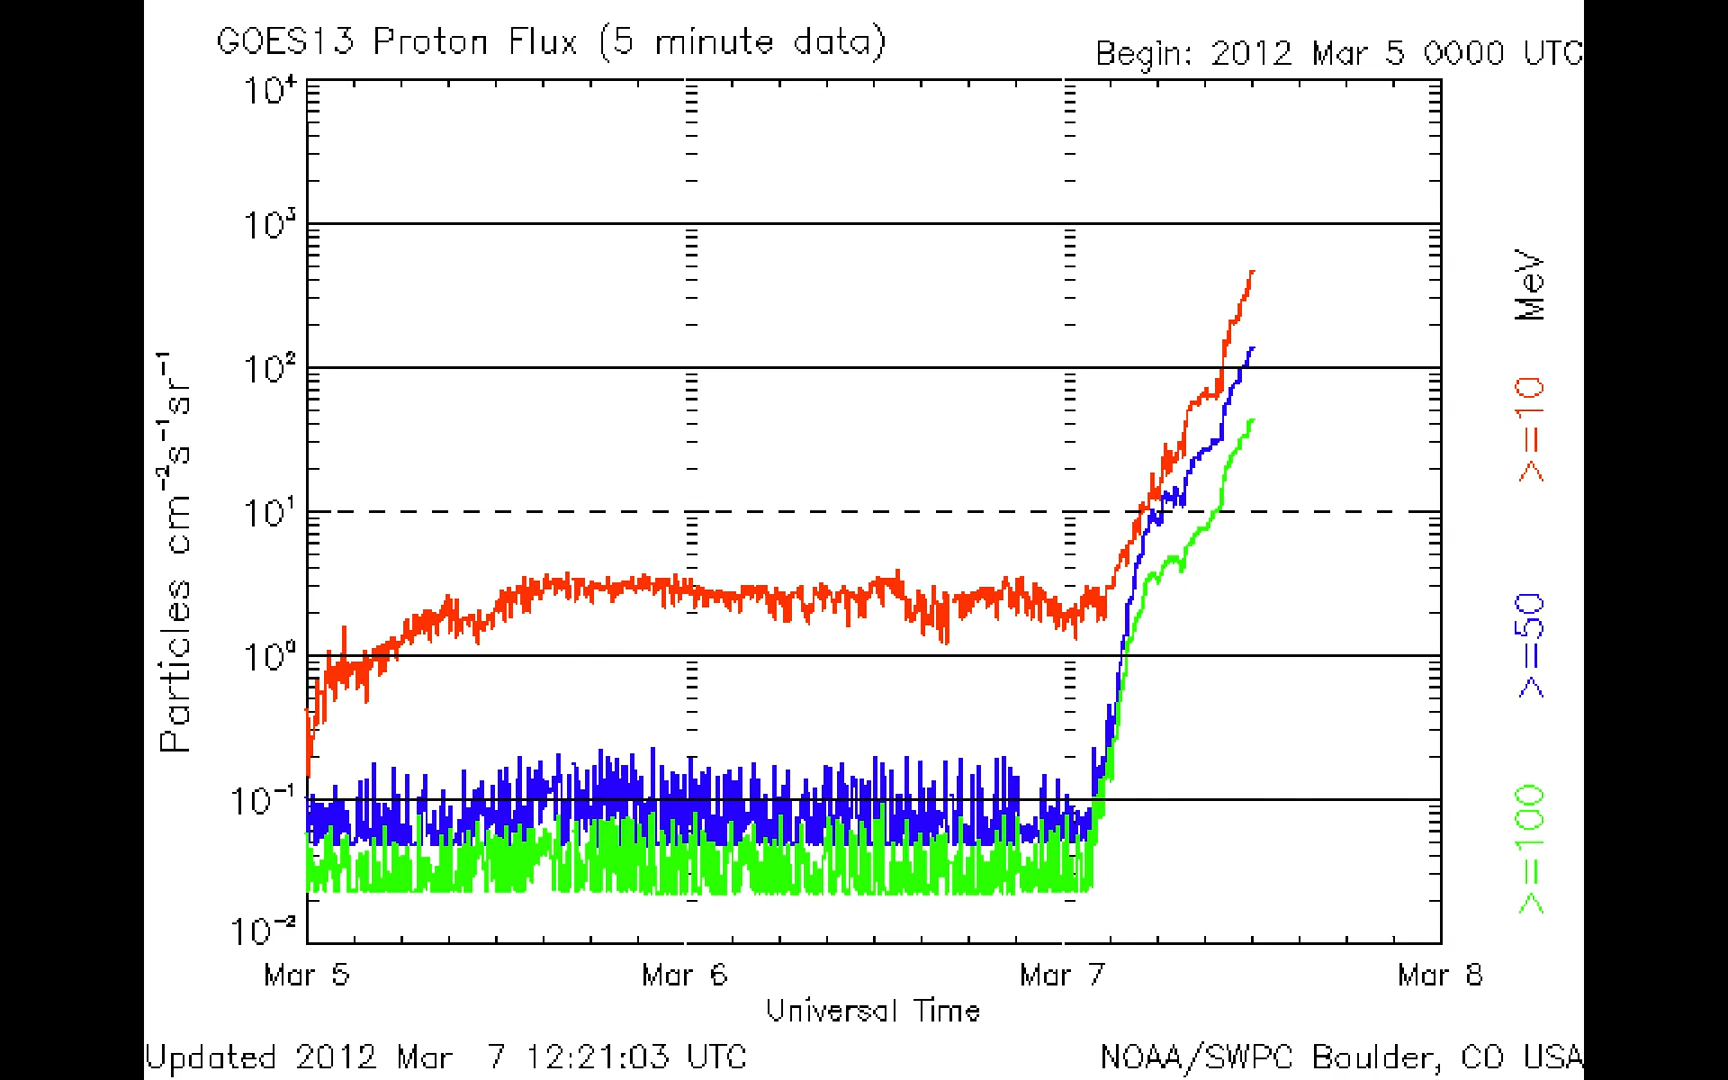 GOES13 Proton Flux (5 minute data)
Begin: 2012 Mar 5 0000 UTC
10⁴
10³
10²
10¹
10⁰
10⁻¹
10⁻²
Particles cm⁻²s⁻¹sr⁻¹
Mar 5
Mar 6
Mar 7
Mar 8
Universal Time
MeV
>=10
>=50
>=100
Updated 2012 Mar 7 12:21:03 UTC
NOAA/SWPC Boulder, CO USA